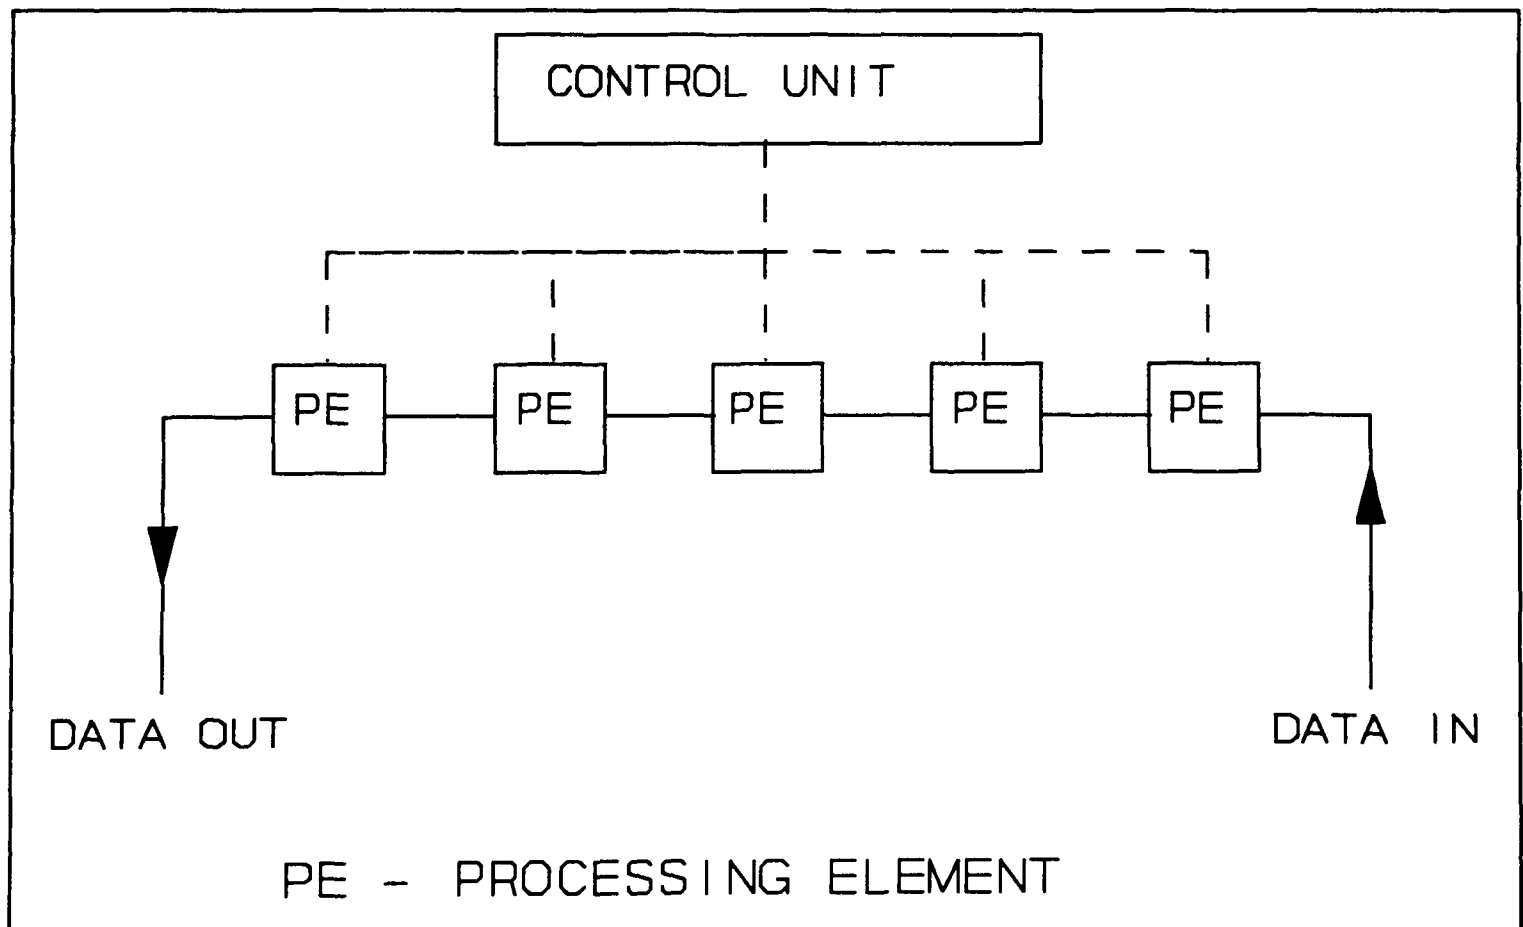 CONTROL UNIT
PE PE PE PE PE
DATA OUT DATA IN
PE - PROCESSING ELEMENT